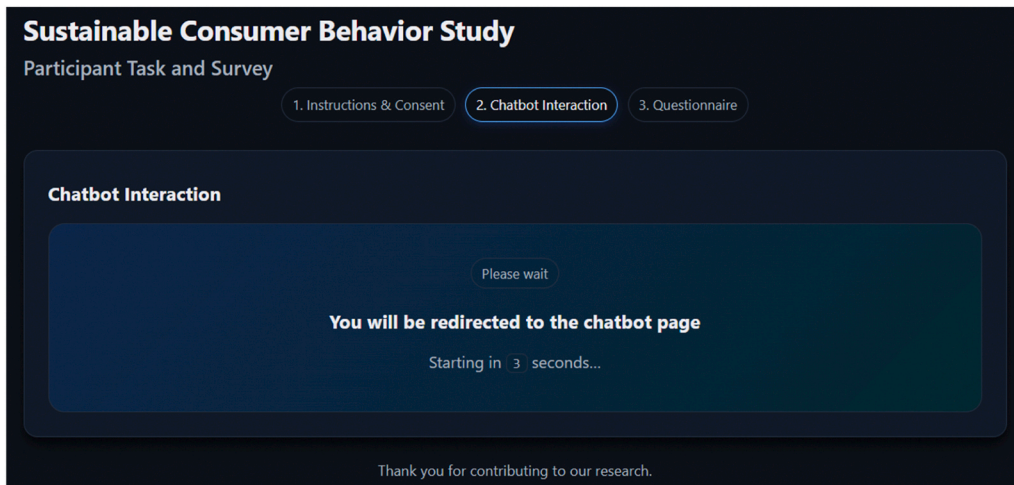 Sustainable Consumer Behavior Study
Participant Task and Survey
1. Instructions & Consent
2. Chatbot Interaction
3. Questionnaire
Chatbot Interaction
Please wait
You will be redirected to the chatbot page
Starting in 3 seconds...
Thank you for contributing to our research.